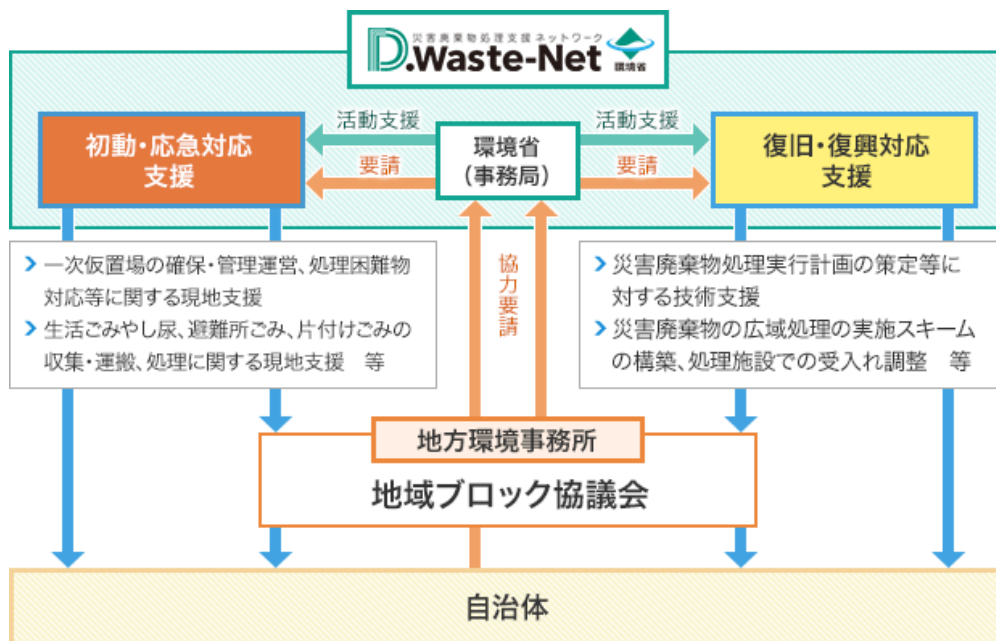 災害廃棄物処理支援ネットワーク
D.Waste-Net
環境省
初動・応急対応
支援
活動支援
要請
環境省
(事務局)
活動支援
要請
復旧・復興対応
支援
一次仮置場の確保・管理運営、処理困難物
対応等に関する現地支援
生活ごみやし尿、避難所ごみ、片付けごみの
収集・運搬、処理に関する現地支援 等
協力要請
災害廃棄物処理実行計画の策定等に
対する技術支援
災害廃棄物の広域処理の実施スキーム
の構築、処理施設での受入れ調整 等
地方環境事務所
地域ブロック協議会
自治体